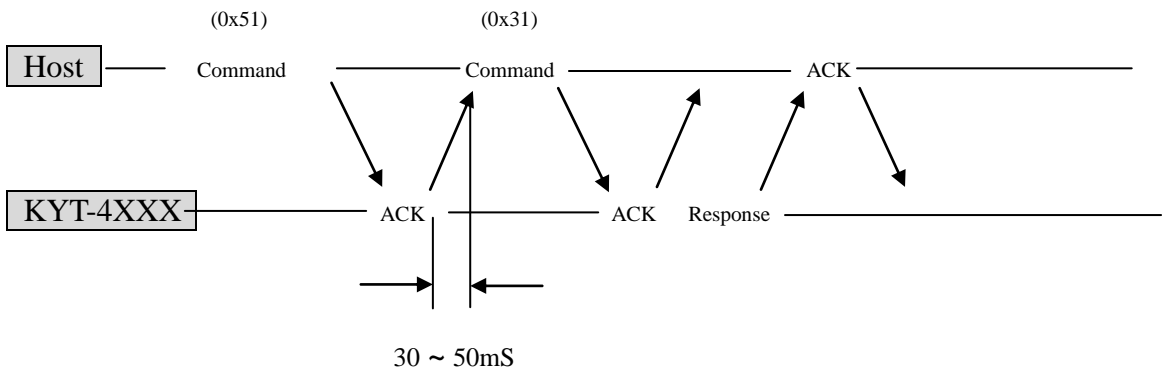 (0x51) (0x31)
Host Command Command ACK
KYT-4XXX ACK ACK Response
30 ~ 50mS